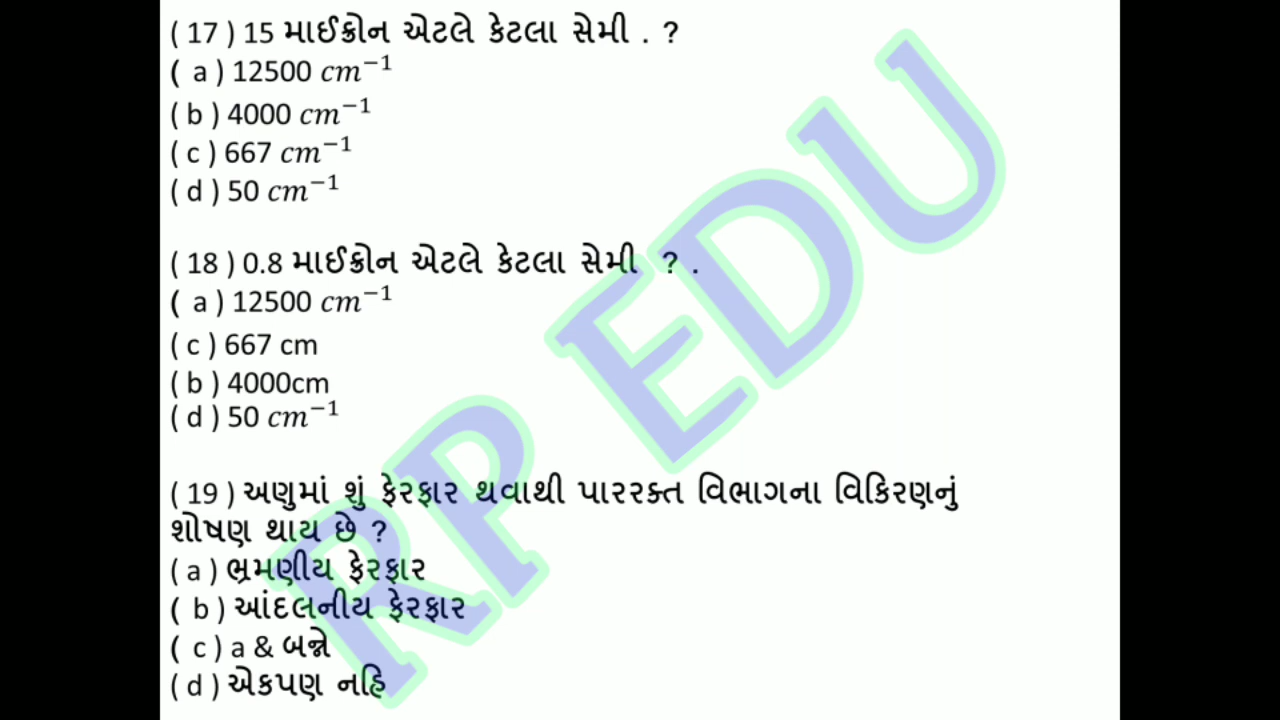 ( 17 ) 15 માઈક્રોન એટલે કેટલા સેમી . ?
( a ) 12500 cm⁻¹
( b ) 4000 cm⁻¹
( c ) 667 cm⁻¹
( d ) 50 cm⁻¹
( 18 ) 0.8 માઈક્રોન એટલે કેટલા સેમી ? .
( a ) 12500 cm⁻¹
( c ) 667 cm
( b ) 4000cm
( d ) 50 cm⁻¹
( 19 ) અણુમાં શું ફેરફાર થવાથી પારરક્ત વિભાગના વિકિરણનું
શોષણ થાય છે ?
( a ) ભ્રમણીય ફેરફાર
( b ) આંદલનીય ફેરફાર
( c ) a & બન્ને
( d ) એકપણ નહિ
RP EDU